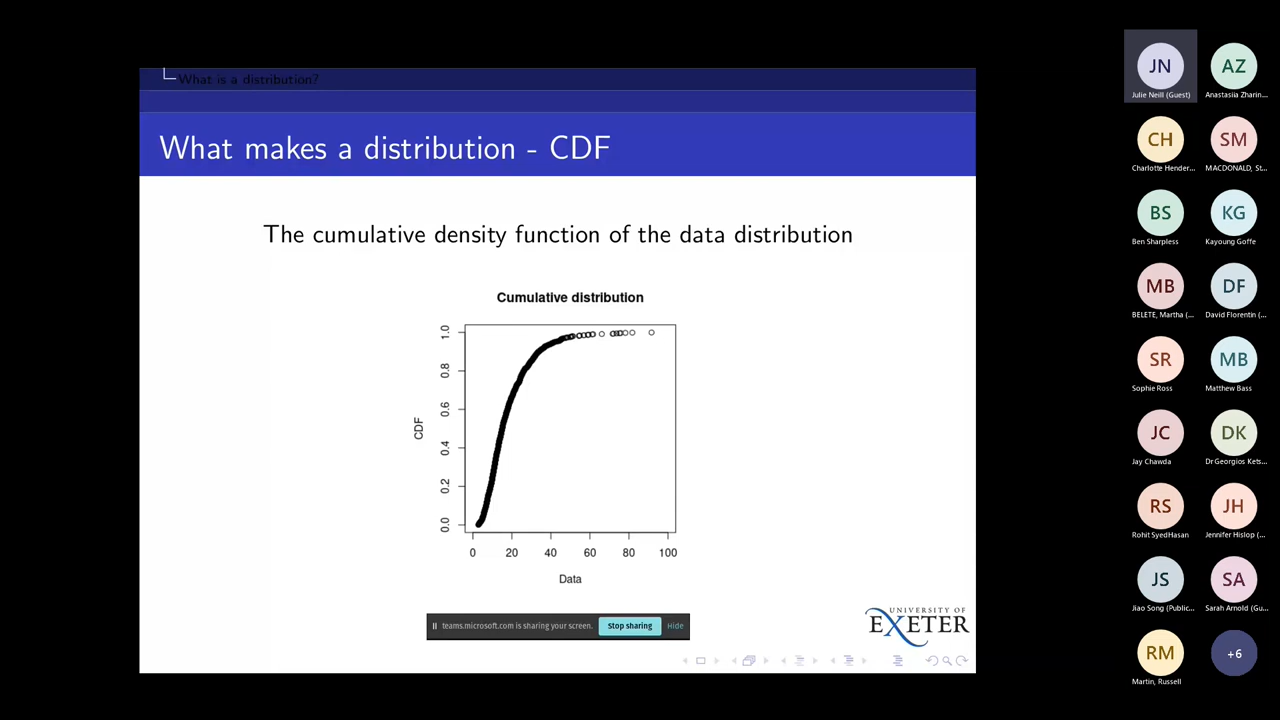 What is a distribution?
What makes a distribution - CDF
The cumulative density function of the data distribution
Cumulative distribution
CDF
0.0 0.2 0.4 0.6 0.8 1.0
0 20 40 60 80 100
Data
teams.microsoft.com is sharing your screen. Stop sharing Hide
UNIVERSITY OF
EXETER
JN AZ
Julie Neill (Guest) Anastasiia Zharin...
CH SM
Charlotte Hender... MACDONALD, St...
BS KG
Ben Sharpless Kayoung Goffe
MB DF
BELETE, Martha (... David Florentin (...
SR MB
Sophie Ross Matthew Bass
JC DK
Jay Chawda Dr Georgios Kets...
RS JH
Rohit SyedHasan Jennifer Hislop (...
JS SA
Jiao Song (Public... Sarah Arnold (Gu...
RM +6
Martin, Russell